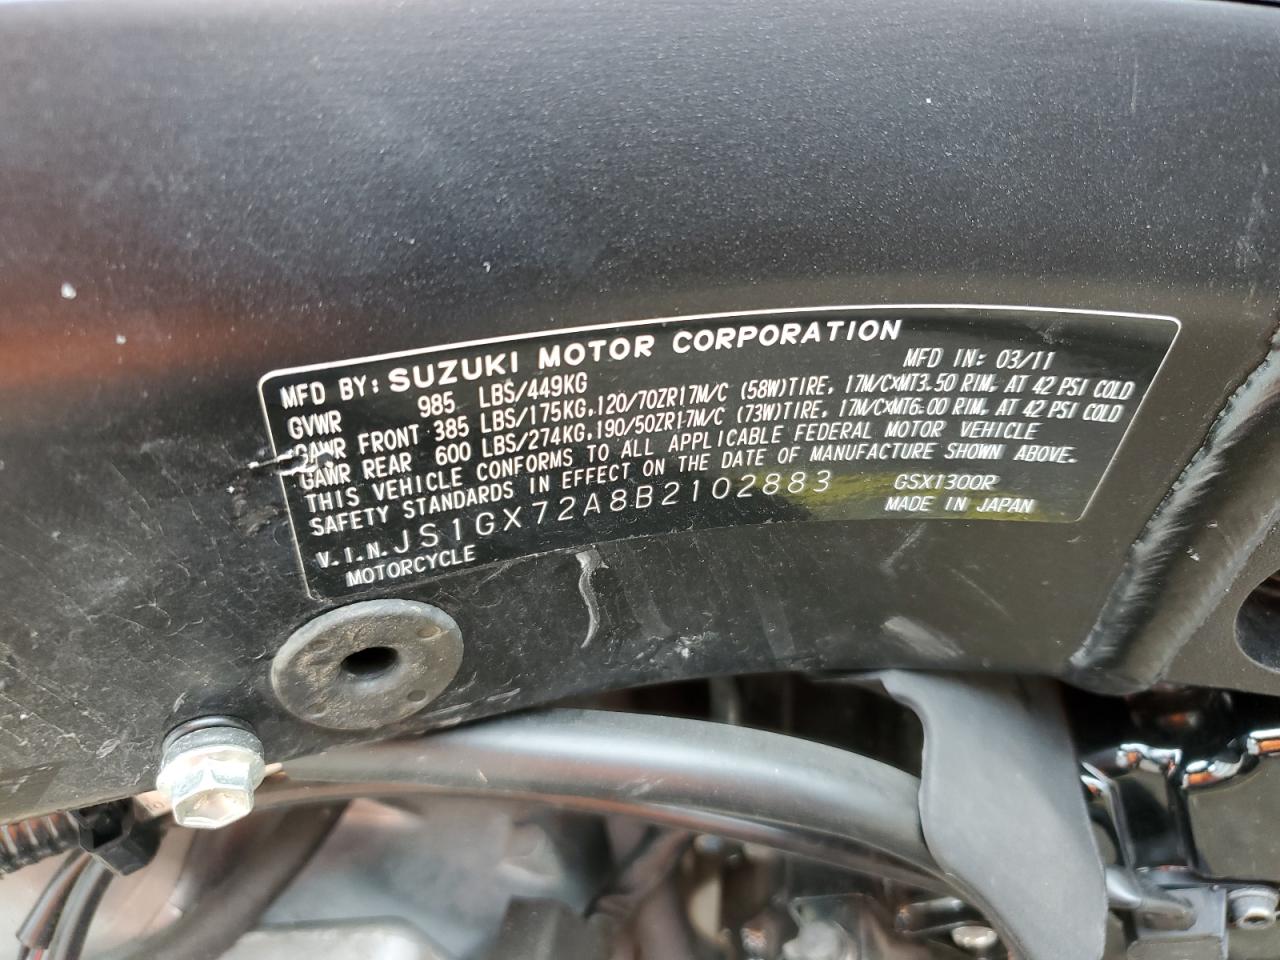 MFD BY: SUZUKI MOTOR CORPORATION
MFD IN: 03/11
GVWR 985 LBS/449KG
GAWR FRONT 385 LBS/175KG, 120/70ZR17M/C (58W)TIRE, 17M/C×MT3.50 RIM, AT 42 PSI COLD
GAWR REAR 600 LBS/274KG, 190/50ZR17M/C (73W)TIRE, 17M/C×MT6.00 RIM, AT 42 PSI COLD
THIS VEHICLE CONFORMS TO ALL APPLICABLE FEDERAL MOTOR VEHICLE
SAFETY STANDARDS IN EFFECT ON THE DATE OF MANUFACTURE SHOWN ABOVE.
V.I.N. JS1GX72A8B2102883 GSX1300R
MOTORCYCLE MADE IN JAPAN